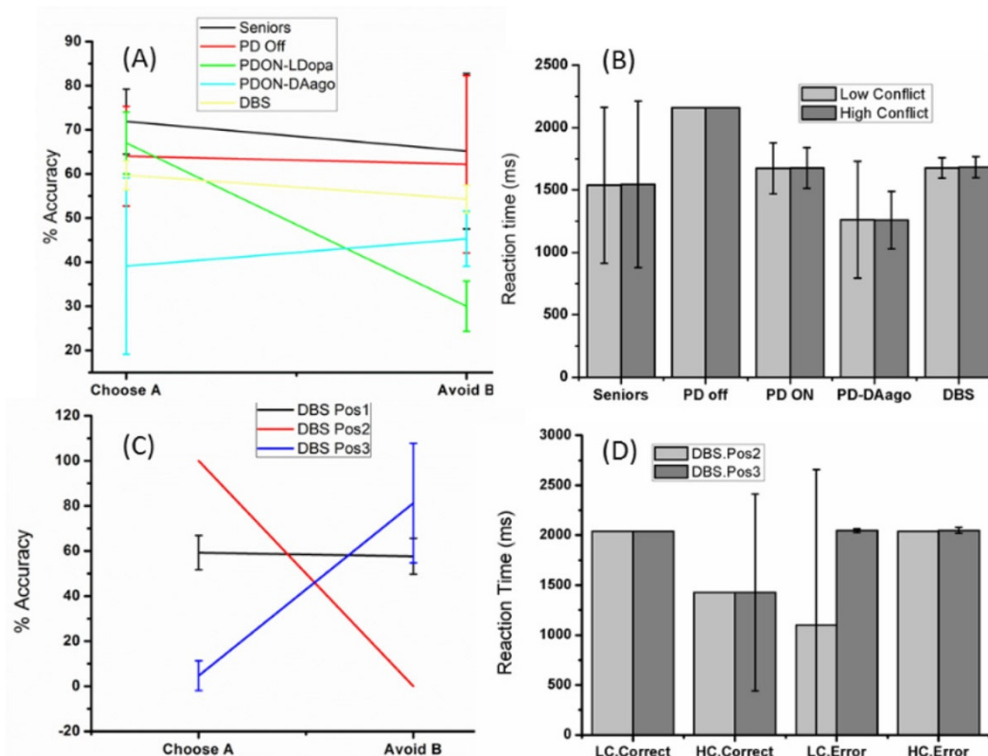 (A)
Seniors
PD Off
PDON-LDopa
PDON-DAago
DBS
90
80
70
60
50
40
30
20
% Accuracy
Choose A
Avoid B
(B)
Low Conflict
High Conflict
2500
2000
1500
1000
500
0
Reaction time (ms)
Seniors
PD off
PD ON
PD-DAago
DBS
(C)
DBS Pos1
DBS Pos2
DBS Pos3
120
100
80
60
40
20
0
-20
% Accuracy
Choose A
Avoid B
(D)
DBS.Pos2
DBS.Pos3
3000
2500
2000
1500
1000
500
0
Reaction Time (ms)
LC.Correct
HC.Correct
LC.Error
HC.Error